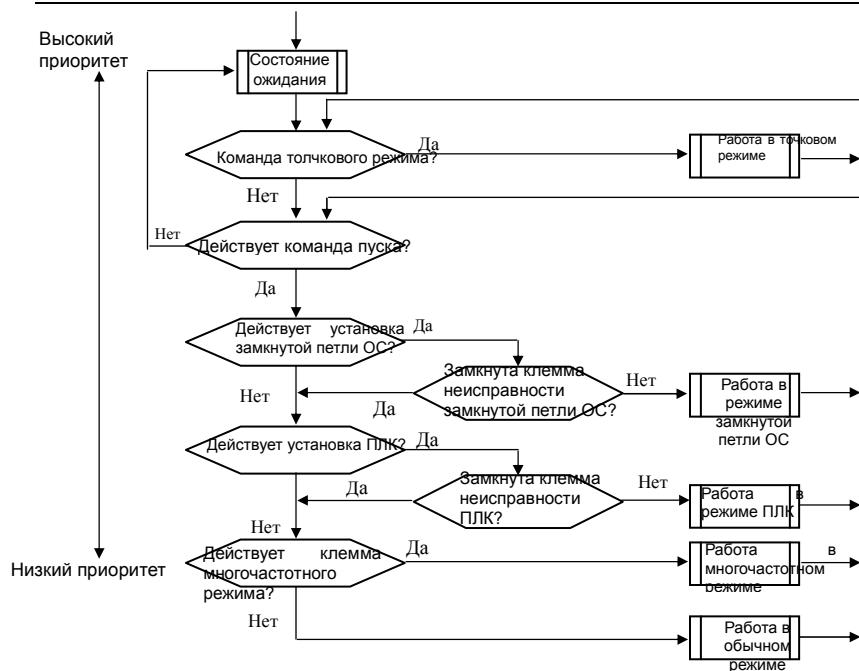 Высокий
приоритет
Состояние
ожидания
Команда толчкового режима?
Да
Работа в точковом
режиме
Нет
Нет
Действует команда пуска?
Да
Действует установка
замкнутой петли ОС?
Да
Замкнута клемма
неисправности
замкнутой петли ОС?
Нет
Работа в
режиме
замкнутой
петли ОС
Нет
Да
Действует установка ПЛК?
Да
Замкнута клемма
неисправности
ПЛК?
Да
Нет
Работа в
режиме ПЛК
Нет
Действует клемма
многочастотного
режима?
Да
Работа в
многочастотном
режиме
Низкий приоритет
Нет
Работа в
обычном
режиме